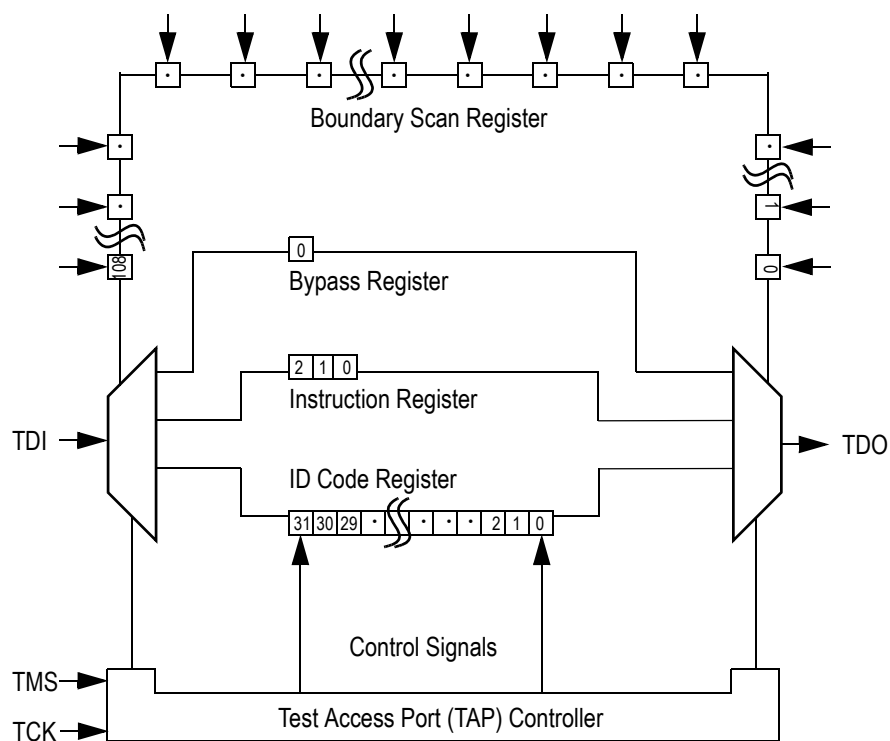 · · · · · · · ·
Boundary Scan Register
· ·
· 1
108 0
0
Bypass Register
2 1 0
Instruction Register
TDI
TDO
ID Code Register
31 30 29 · · · · 2 1 0
Control Signals
TMS
Test Access Port (TAP) Controller
TCK